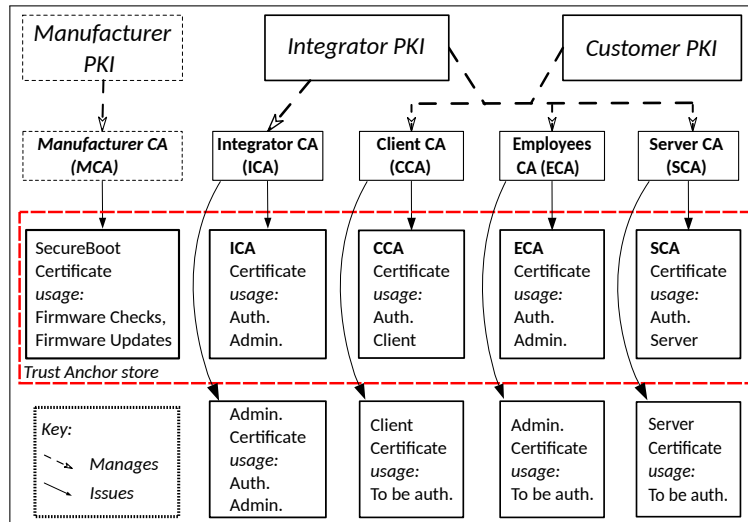 Manufacturer
PKI
Integrator PKI
Customer PKI
Manufacturer CA
(MCA)
Integrator CA
(ICA)
Client CA
(CCA)
Employees
CA (ECA)
Server CA
(SCA)
SecureBoot
Certificate
usage:
Firmware Checks,
Firmware Updates
ICA
Certificate
usage:
Auth.
Admin.
CCA
Certificate
usage:
Auth.
Client
ECA
Certificate
usage:
Auth.
Admin.
SCA
Certificate
usage:
Auth.
Server
Trust Anchor store
Key:
Manages
Issues
Admin.
Certificate
usage:
Auth.
Admin.
Client
Certificate
usage:
To be auth.
Admin.
Certificate
usage:
To be auth.
Server
Certificate
usage:
To be auth.